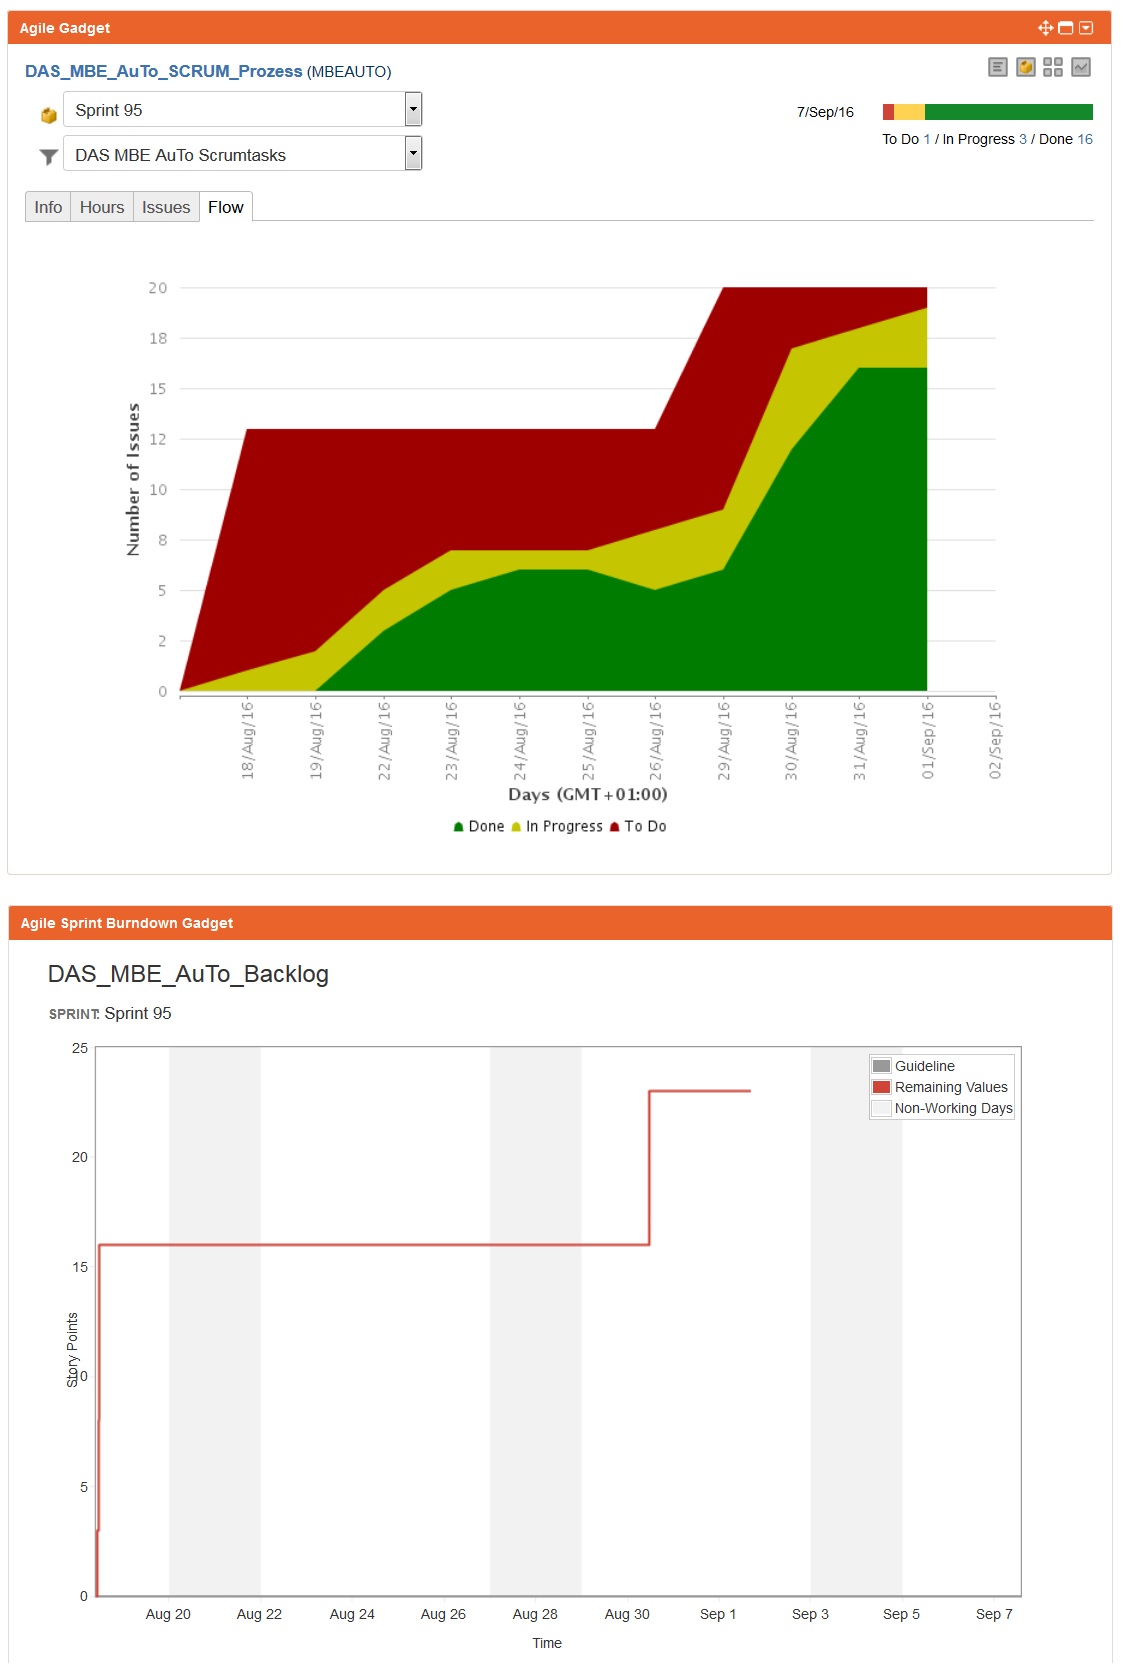 Agile Gadget
DAS_MBE_AuTo_SCRUM_Prozess (MBEAUTO)
Sprint 95
7/Sep/16
To Do 1 / In Progress 3 / Done 16
DAS MBE AuTo Scrumtasks
Info Hours Issues Flow
20
18
15
12
10
8
5
2
0
Number of Issues
18/Aug/16 19/Aug/16 22/Aug/16 23/Aug/16 24/Aug/16 25/Aug/16 26/Aug/16 29/Aug/16 30/Aug/16 31/Aug/16 01/Sep/16 02/Sep/16
Days (GMT+01:00)
Done In Progress To Do
Agile Sprint Burndown Gadget
DAS_MBE_AuTo_Backlog
SPRINT: Sprint 95
25
20
15
10
5
0
Story Points
Guideline
Remaining Values
Non-Working Days
Aug 20 Aug 22 Aug 24 Aug 26 Aug 28 Aug 30 Sep 1 Sep 3 Sep 5 Sep 7
Time